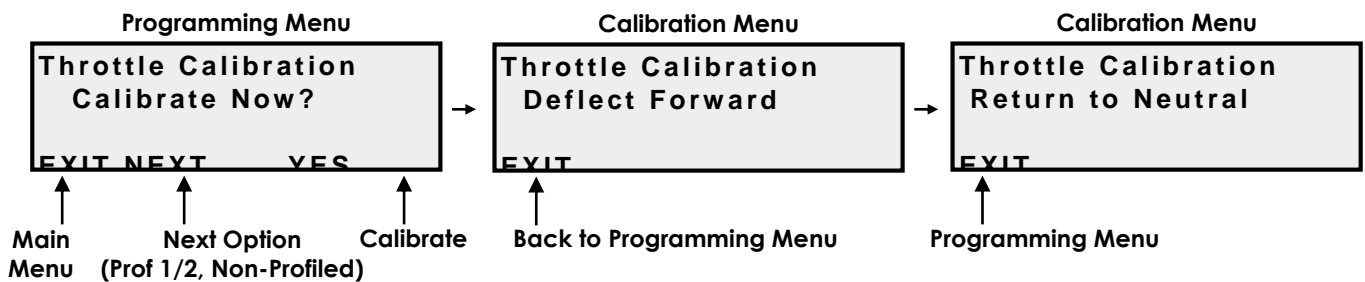 Programming Menu
Throttle Calibration
Calibrate Now?
EXIT NEXT YES
Main Menu
Next Option
(Prof 1/2, Non-Profiled)
Calibrate
Calibration Menu
Throttle Calibration
Deflect Forward
EXIT
Back to Programming Menu
Calibration Menu
Throttle Calibration
Return to Neutral
EXIT
Programming Menu